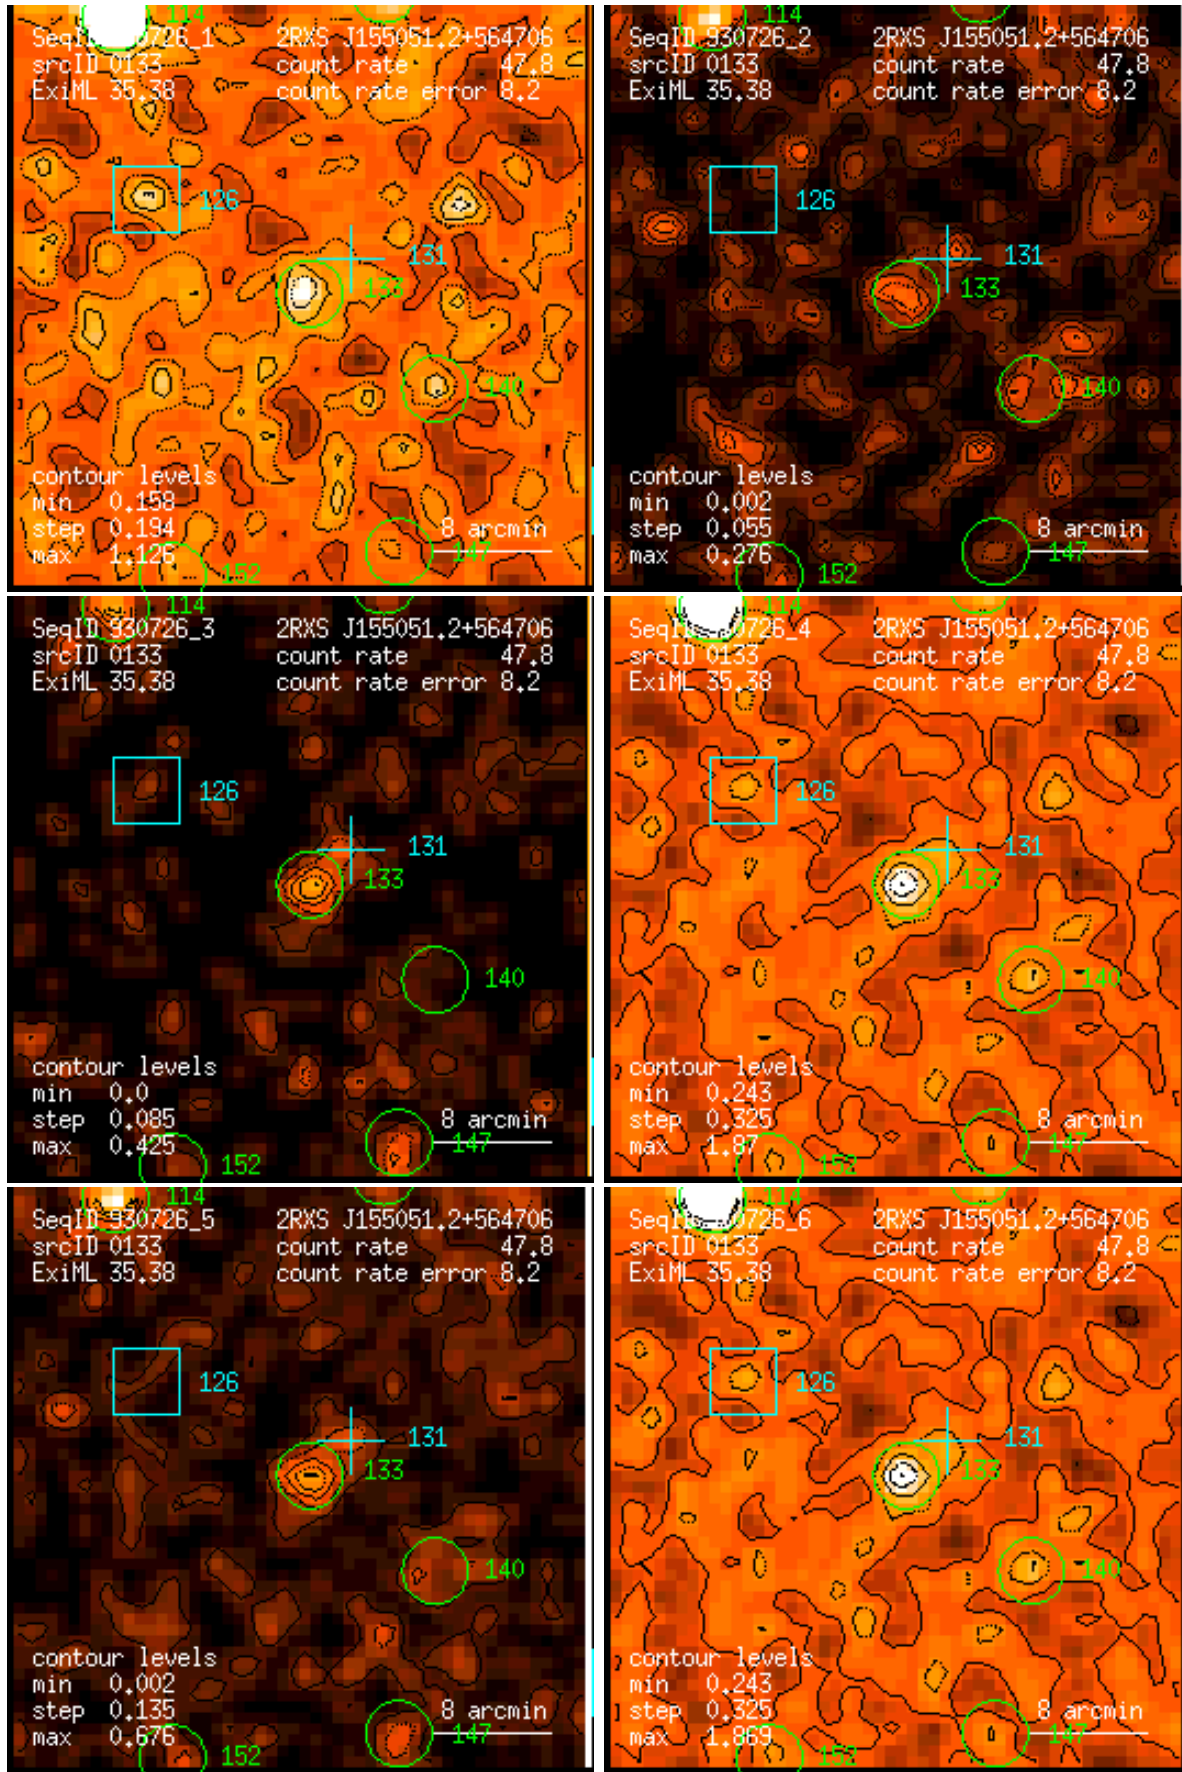 114
SeqID 930726_1 2RXS J155051.2+564706
srcID 0133 count rate 47.8
ExiML 35.38 count rate error 8.2
126
131
133
140
contour levels
min 0.158
step 0.194 8 arcmin
max 1.126 147
152
114
SeqID 930726_2 2RXS J155051.2+564706
srcID 0133 count rate 47.8
ExiML 35.38 count rate error 8.2
126
131
133
140
contour levels
min 0.002
step 0.055 8 arcmin
max 0.276 147
152
114
SeqID 930726_3 2RXS J155051.2+564706
srcID 0133 count rate 47.8
ExiML 35.38 count rate error 8.2
126
131
133
140
contour levels
min 0.0
step 0.085 8 arcmin
max 0.425 147
152
114
SeqID 930726_4 2RXS J155051.2+564706
srcID 0133 count rate 47.8
ExiML 35.38 count rate error 8.2
126
131
133
140
contour levels
min 0.243
step 0.325 8 arcmin
max 1.87 147
152
114
SeqID 930726_5 2RXS J155051.2+564706
srcID 0133 count rate 47.8
ExiML 35.38 count rate error 8.2
126
131
133
140
contour levels
min 0.002
step 0.135 8 arcmin
max 0.676 147
152
114
SeqID 930726_6 2RXS J155051.2+564706
srcID 0133 count rate 47.8
ExiML 35.38 count rate error 8.2
126
131
133
140
contour levels
min 0.243
step 0.325 8 arcmin
max 1.869 147
152